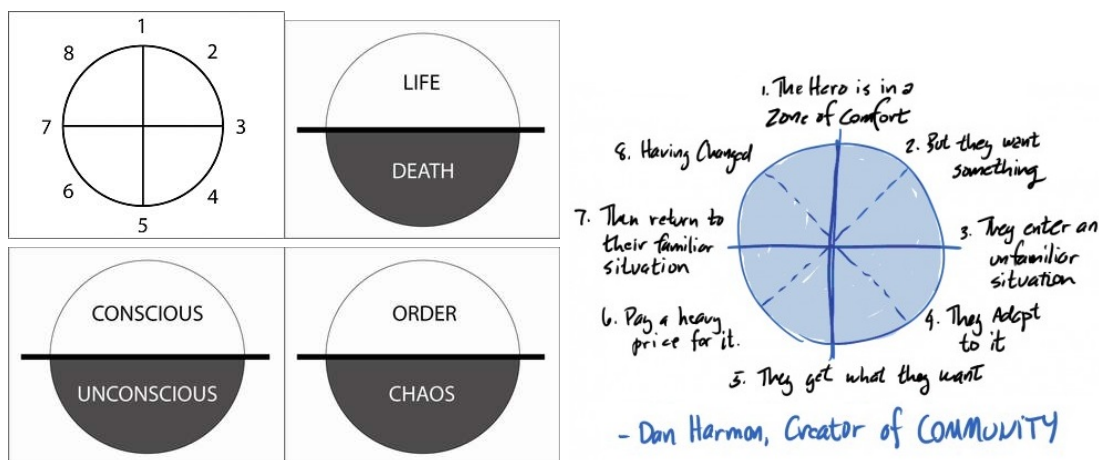 1
2
3
4
5
6
7
8
LIFE
DEATH
CONSCIOUS
UNCONSCIOUS
ORDER
CHAOS
1. The Hero is in a
Zone of Comfort
2. But they want
something
3. They enter an
unfamiliar
situation
4. They Adapt
to it
5. They get what they want
6. Pay a heavy
price for it.
7. Then return to
their familiar
situation
8. Having Changed
- Dan Harmon, Creator of COMMUNITY